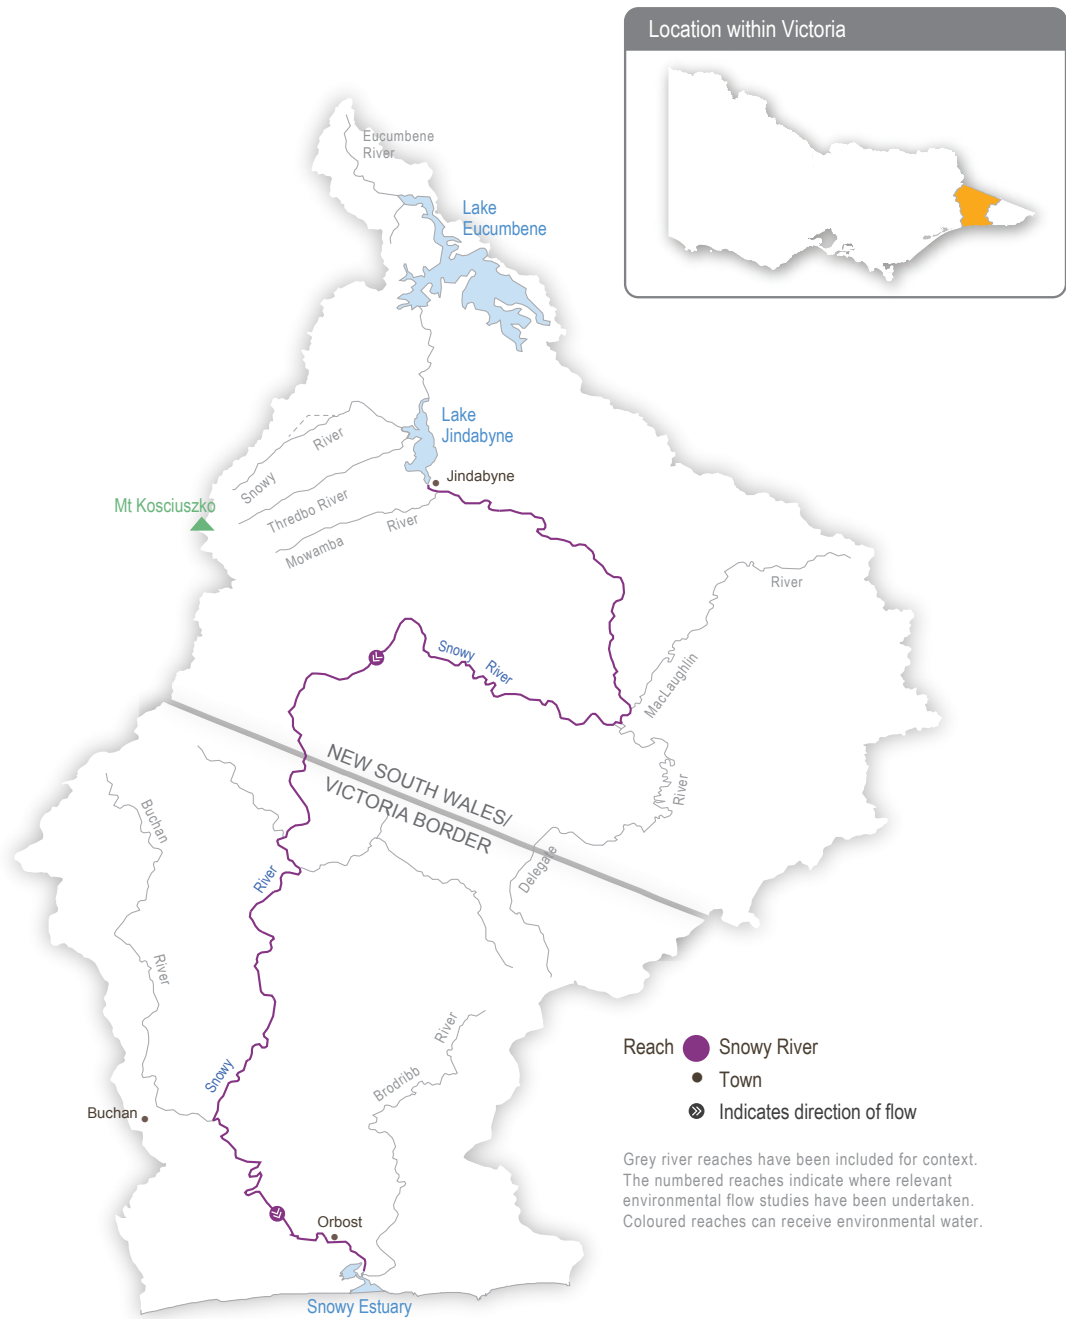 Location within Victoria
Eucumbene
River
Lake
Eucumbene
Lake
Jindabyne
Jindabyne
Snowy
River
Thredbo River
Mowamba
River
Mt Kosciuszko
River
MacLaughlin
Snowy River
River
Delegate
NEW SOUTH WALES/
VICTORIA BORDER
Buchan
River
River
Snowy
Brodribb
River
Buchan
Orbost
Snowy Estuary
Reach Snowy River
Town
Indicates direction of flow
Grey river reaches have been included for context.
The numbered reaches indicate where relevant
environmental flow studies have been undertaken.
Coloured reaches can receive environmental water.